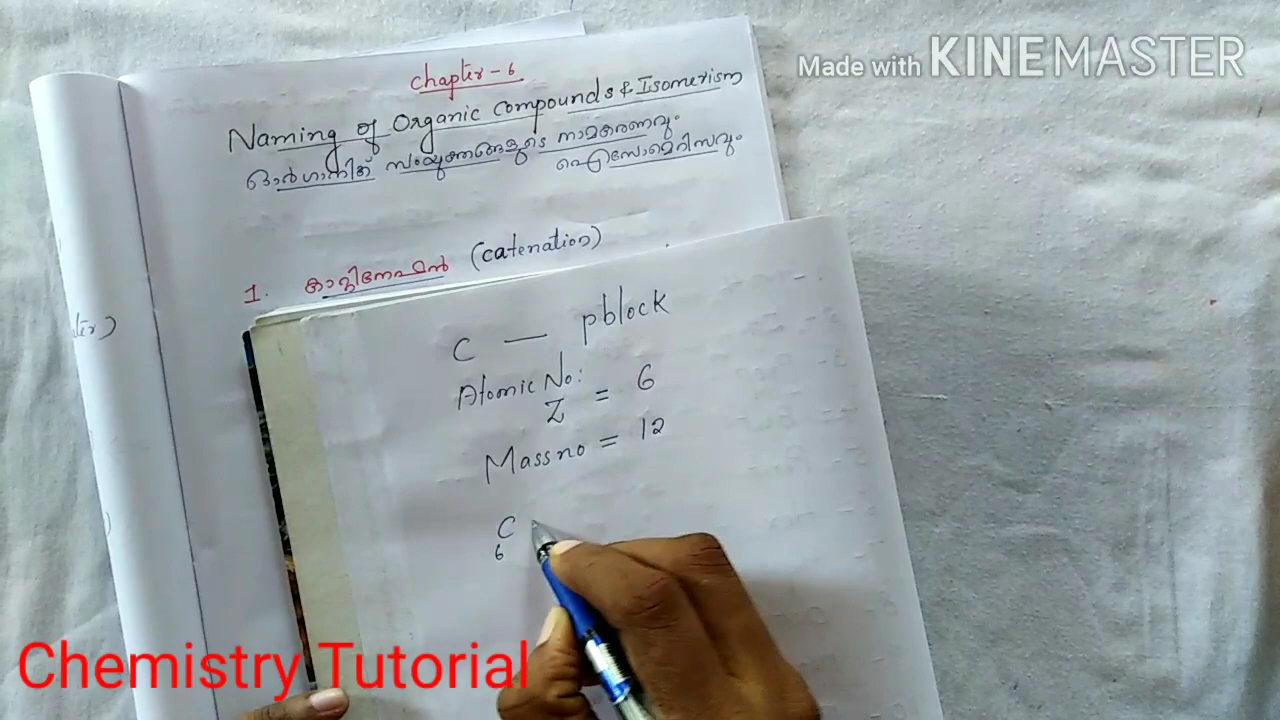 Made with KINEMASTER
Chapter - 6
Naming of Organic Compounds & Isomerism
ഓർഗാനിക് സംയുക്തങ്ങളുടെ നാമകരണവും
ഐസോമെറിസവും
1. കാറ്റിനേഷൻ (Catenation)
C — p block
Atomic No:
Z = 6
Mass no = 12
C
6
Chemistry Tutorial